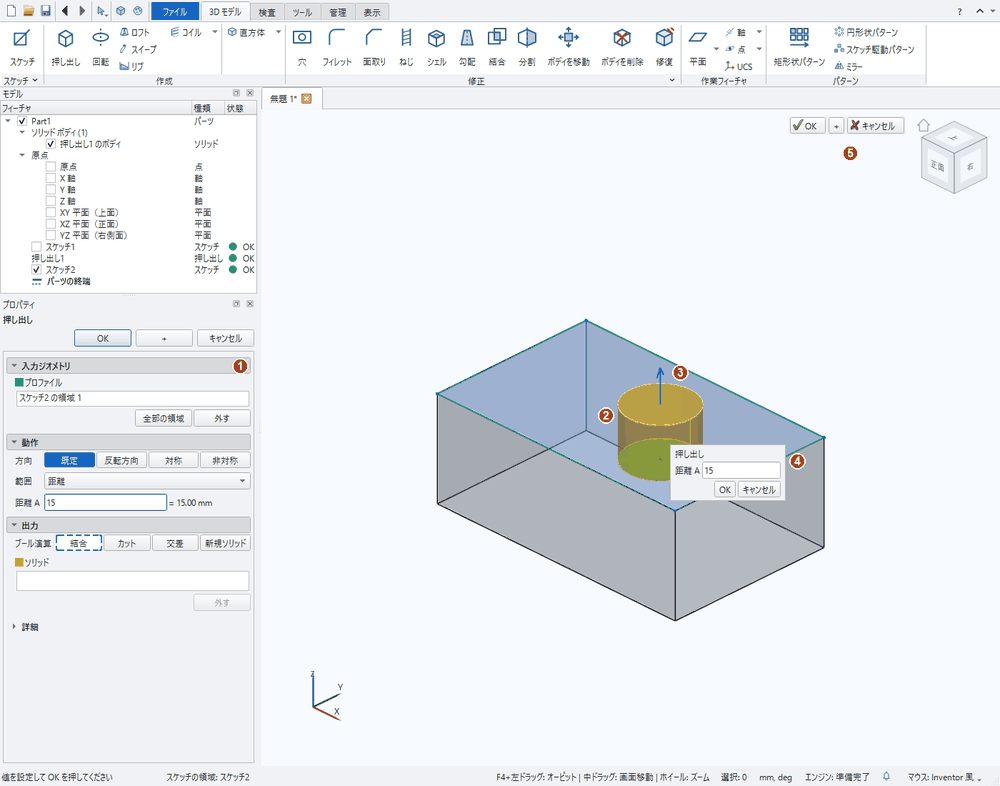 ファイル 3D モデル 検査 ツール 管理 表示 ?
スケッチ 押し出し 回転 ロフト スイープ リブ コイル 直方体 穴 フィレット 面取り ねじ シェル 勾配 結合 分割 ボディを移動 ボディを削除 修復 平面 軸 点 UCS 矩形状パターン 円形状パターン スケッチ駆動パターン ミラー
スケッチ 作成 修正 作業フィーチャ パターン
モデル
フィーチャ 種類 状態
Part1 パーツ
ソリッド ボディ (1)
押し出し1 のボディ ソリッド
原点
原点 点
X 軸 軸
Y 軸 軸
Z 軸 軸
XY 平面（上面） 平面
XZ 平面（正面） 平面
YZ 平面（右側面） 平面
スケッチ1 スケッチ OK
押し出し1 押し出し OK
スケッチ2 スケッチ OK
パーツの終端
プロパティ
押し出し
OK + キャンセル
入力ジオメトリ 1
プロファイル
スケッチ2 の領域 1
全部の領域 外す
動作
方向 既定 反転方向 対称 非対称
範囲 距離
距離 A 15 = 15.00 mm
出力
ブール演算 結合 カット 交差 新規ソリッド
ソリッド
外す
詳細
無題 1*
OK + キャンセル
5
上
正面 右
3
2
押し出し
距離 A 15
4
OK キャンセル
Z
Y
X
値を設定して OK を押してください スケッチの領域: スケッチ2 F4+左ドラッグ: オービット | 中ドラッグ: 画面移動 | ホイール: ズーム 選択: 0 mm, deg エンジン: 準備完了 マウス: Inventor 風